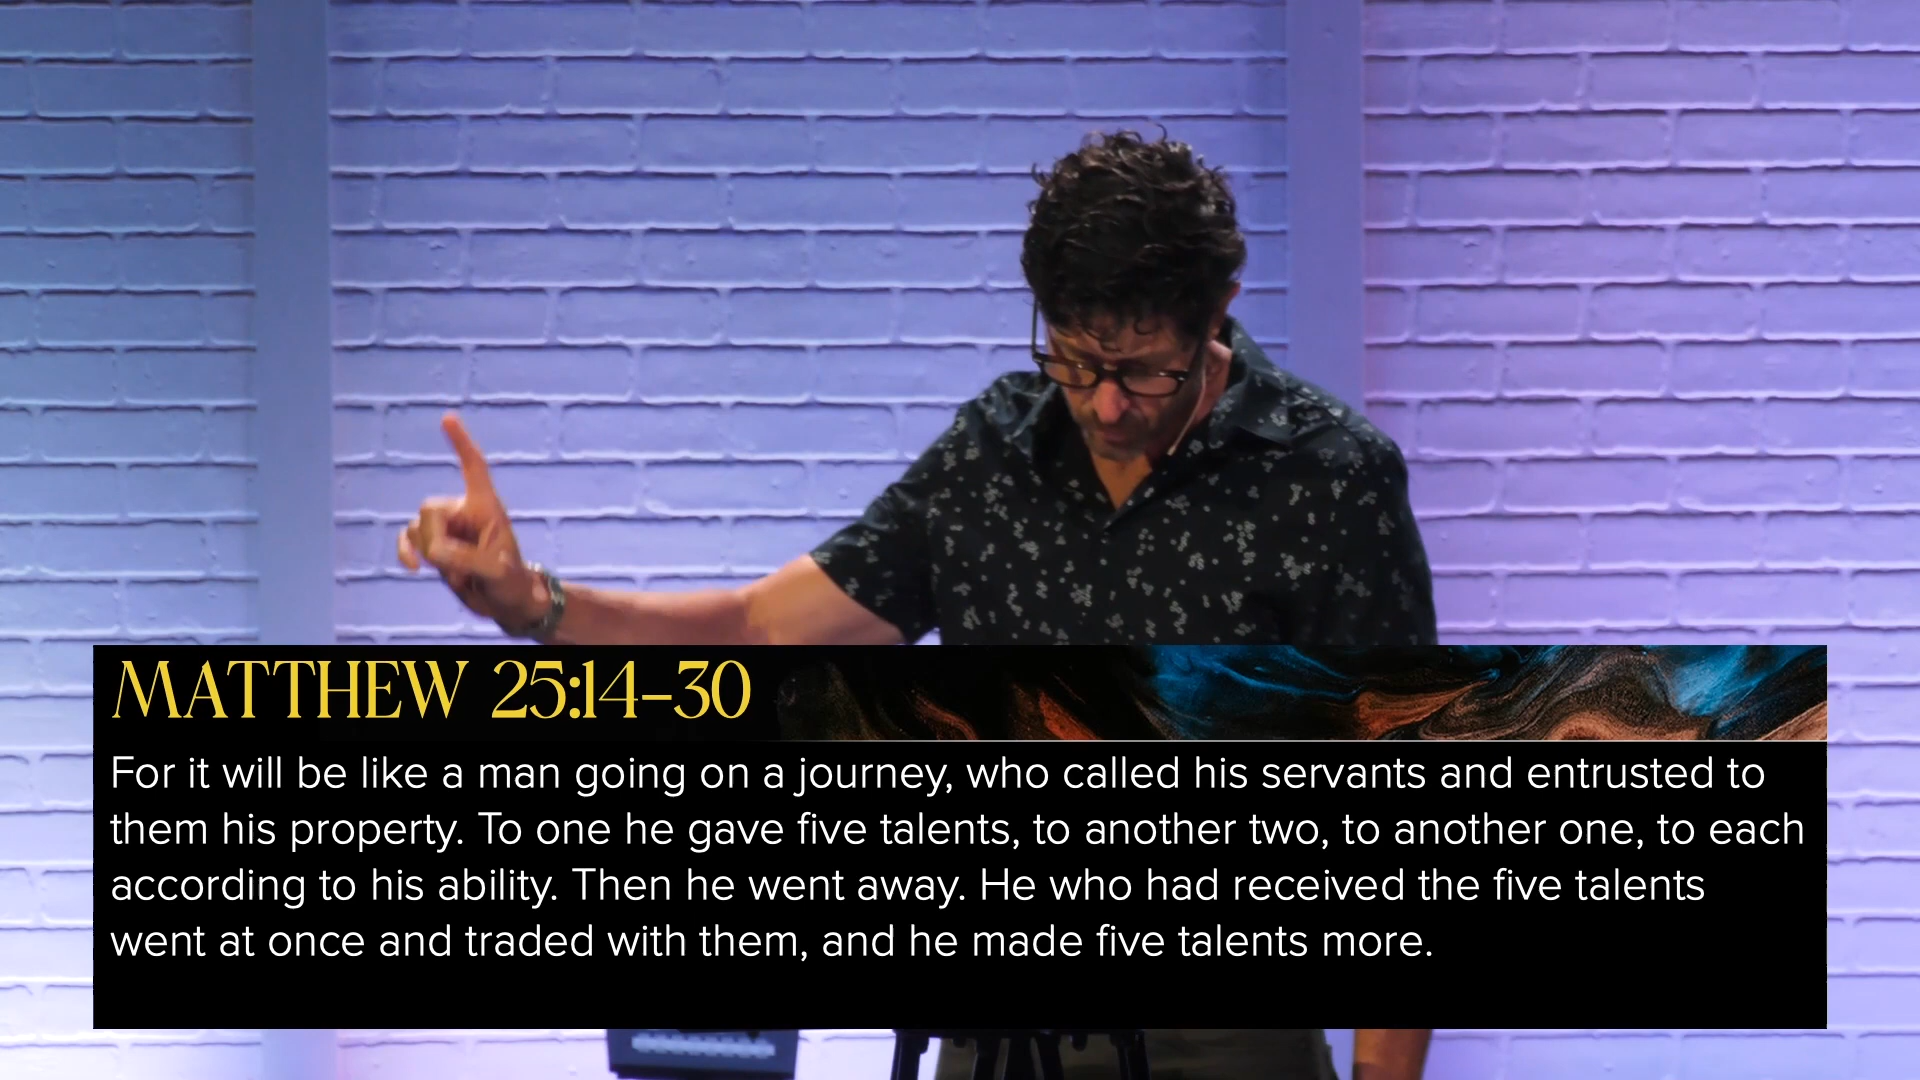 MATTHEW 25:14–30
For it will be like a man going on a journey, who called his servants and entrusted to
them his property. To one he gave five talents, to another two, to another one, to each
according to his ability. Then he went away. He who had received the five talents
went at once and traded with them, and he made five talents more.